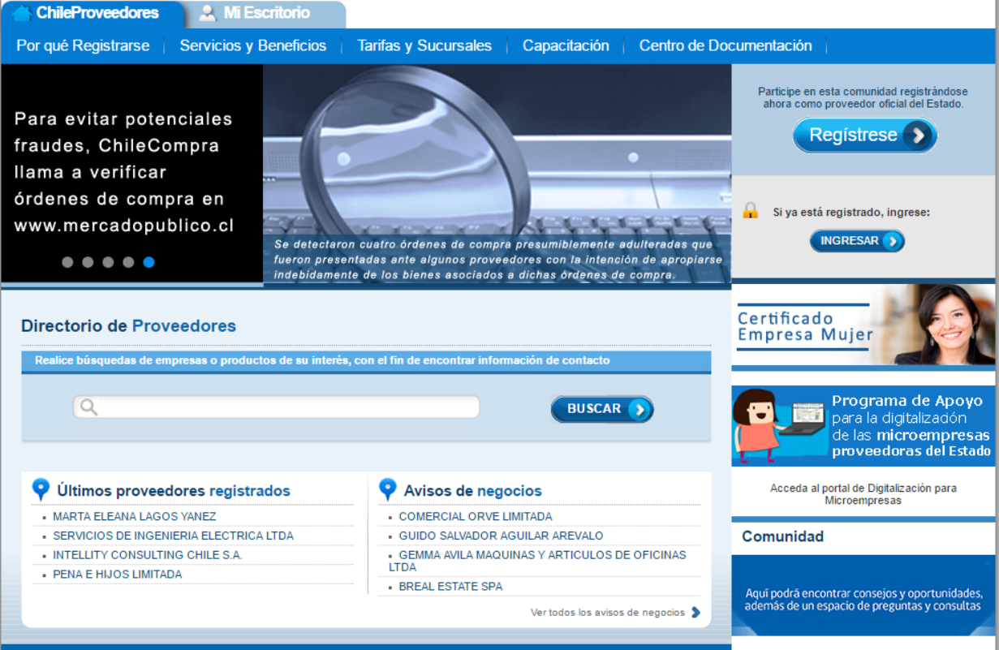 ChileProveedores
Mi Escritorio
Por qué Registrarse
Servicios y Beneficios
Tarifas y Sucursales
Capacitación
Centro de Documentación
Para evitar potenciales
fraudes, ChileCompra
llama a verificar
órdenes de compra en
www.mercadopublico.cl
Se detectaron cuatro órdenes de compra presumiblemente adulteradas que
fueron presentadas ante algunos proveedores con la intención de apropiarse
indebidamente de los bienes asociados a dichas órdenes de compra.
Participe en esta comunidad registrándose
ahora como proveedor oficial del Estado.
Regístrese
Si ya está registrado, ingrese:
INGRESAR
Certificado
Empresa Mujer
Programa de Apoyo
para la digitalización
de las microempresas
proveedoras del Estado
Acceda al portal de Digitalización para
Microempresas
Comunidad
Aquí podrá encontrar consejos y oportunidades,
además de un espacio de preguntas y consultas
Directorio de Proveedores
Realice búsquedas de empresas o productos de su interés, con el fin de encontrar información de contacto
BUSCAR
Últimos proveedores registrados
MARTA ELEANA LAGOS YANEZ
SERVICIOS DE INGENIERIA ELECTRICA LTDA
INTELLITY CONSULTING CHILE S.A.
PENA E HIJOS LIMITADA
Avisos de negocios
COMERCIAL ORVE LIMITADA
GUIDO SALVADOR AGUILAR AREVALO
GEMMA AVILA MAQUINAS Y ARTICULOS DE OFICINAS
LTDA
BREAL ESTATE SPA
Ver todos los avisos de negocios